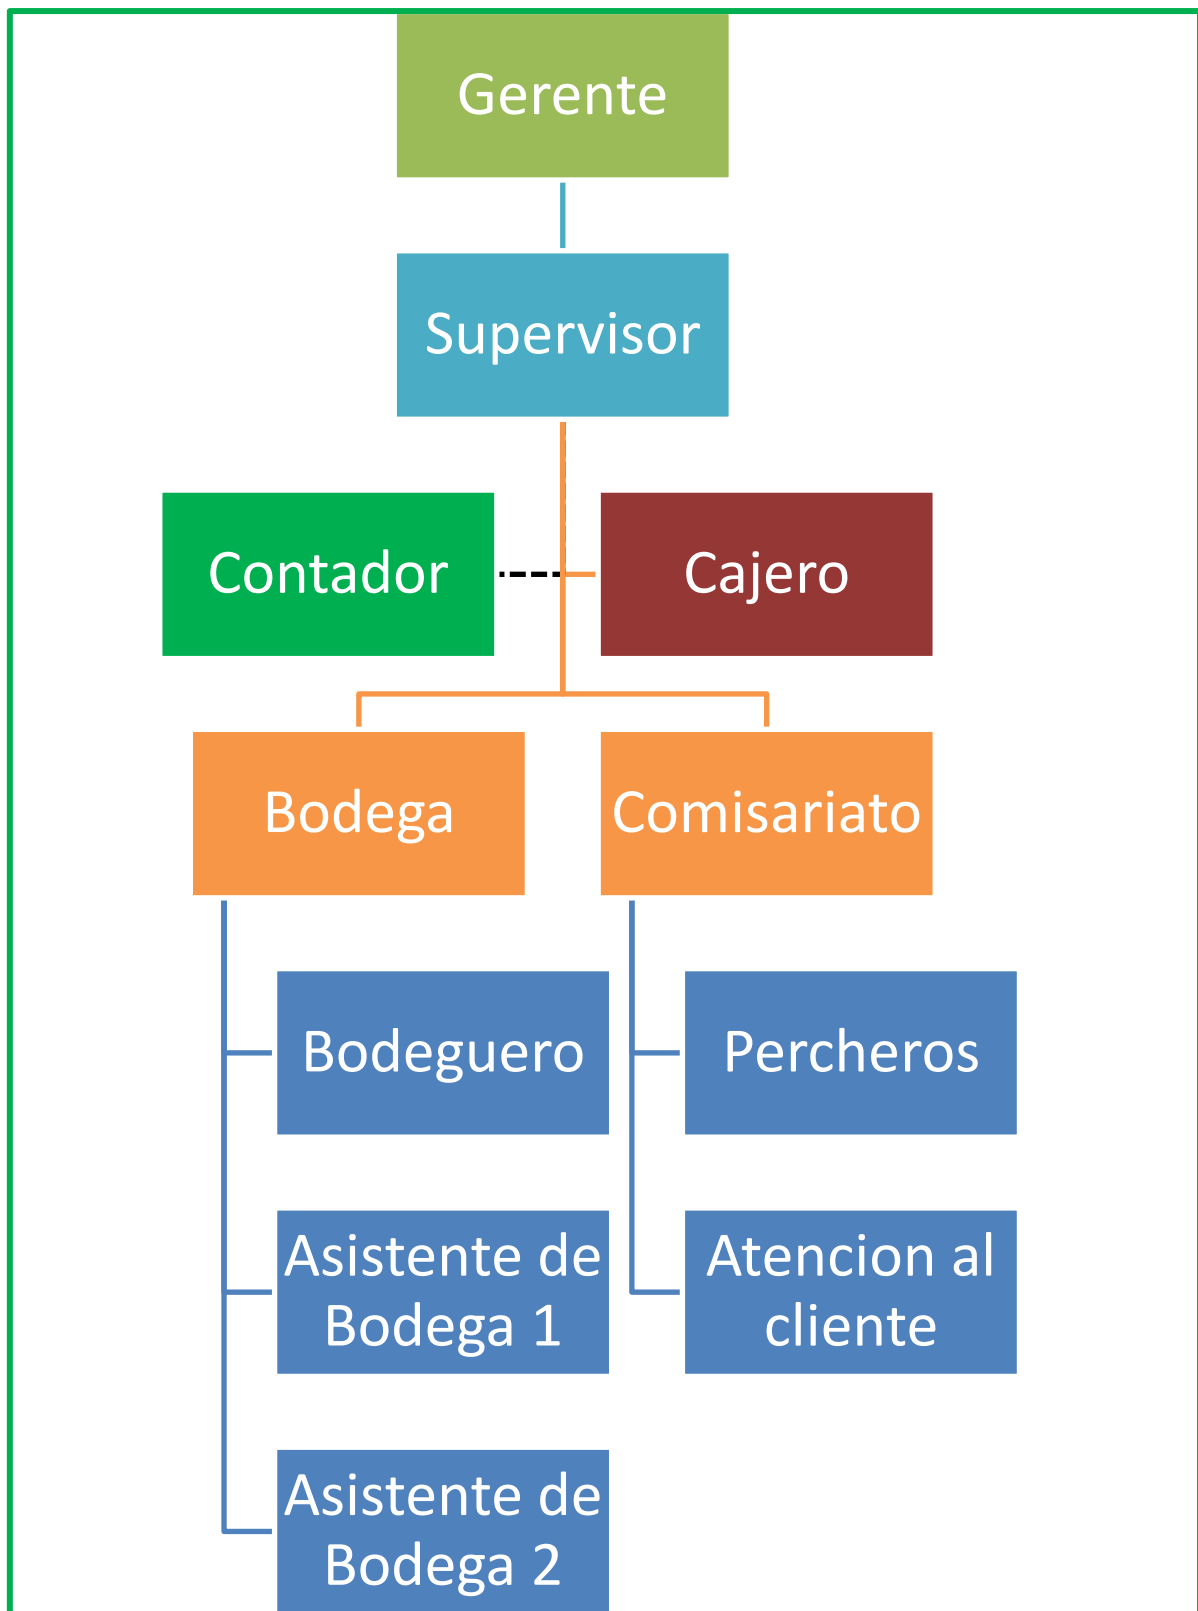 Gerente
Supervisor
Contador
Cajero
Bodega
Comisariato
Bodeguero
Percheros
Asistente de
Bodega 1
Atencion al
cliente
Asistente de
Bodega 2